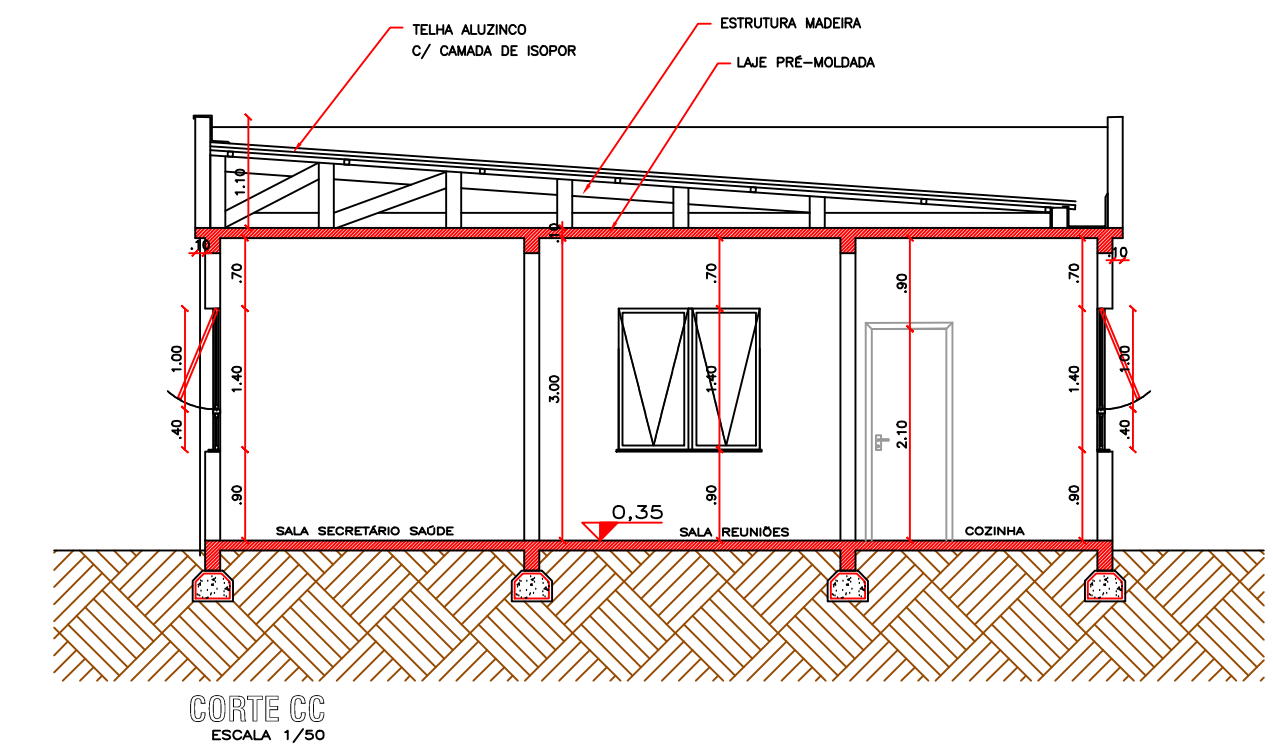 TELHA ALUZINCO
C/ CAMADA DE ISOPOR
ESTRUTURA MADEIRA
LAJE PRÉ-MOLDADA
1.10
.10
.10
.10
.70
.70
.90
.70
1.00
1.40
3.00
1.40
2.10
1.40
1.00
.40
.40
.90
.90
.90
0,35
SALA SECRETÁRIO SAÚDE
SALA REUNIÕES
COZINHA
CORTE CC
ESCALA 1/50